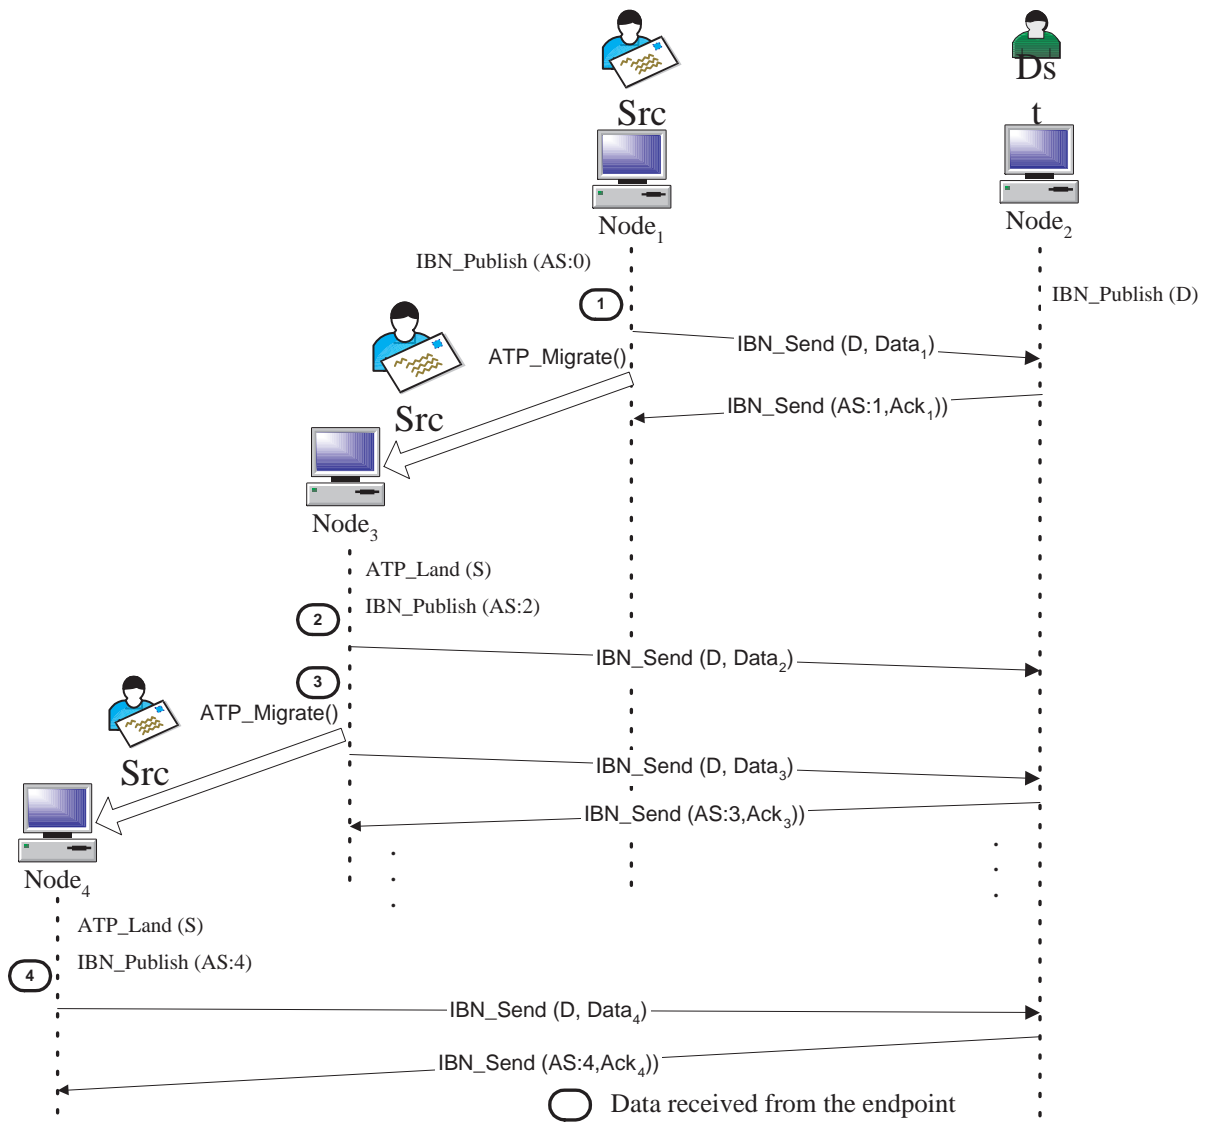 Src
Ds
t
Node1
Node2
IBN_Publish (AS:0)
IBN_Publish (D)
1
IBN_Send (D, Data1)
ATP_Migrate()
IBN_Send (AS:1,Ack1))
Src
Node3
ATP_Land (S)
IBN_Publish (AS:2)
2
IBN_Send (D, Data2)
3
ATP_Migrate()
Src
IBN_Send (D, Data3)
IBN_Send (AS:3,Ack3))
Node4
ATP_Land (S)
IBN_Publish (AS:4)
4
IBN_Send (D, Data4)
IBN_Send (AS:4,Ack4))
Data received from the endpoint